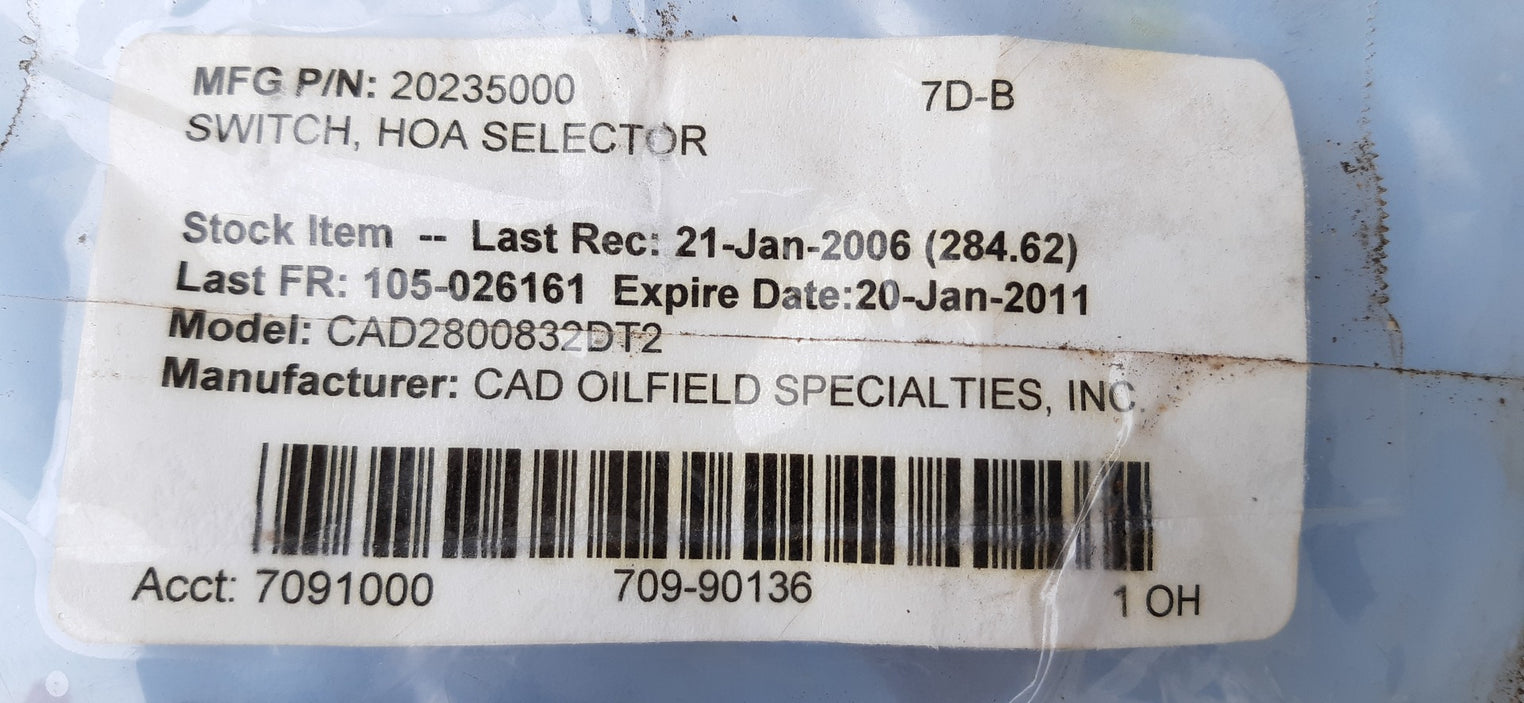 MFG P/N: 20235000 7D-B
SWITCH, HOA SELECTOR
Stock Item -- Last Rec: 21-Jan-2006 (284.62)
Last FR: 105-026161 Expire Date:20-Jan-2011
Model: CAD2800832DT2
Manufacturer: CAD OILFIELD SPECIALTIES, INC.
Acct: 7091000 709-90136 1 OH